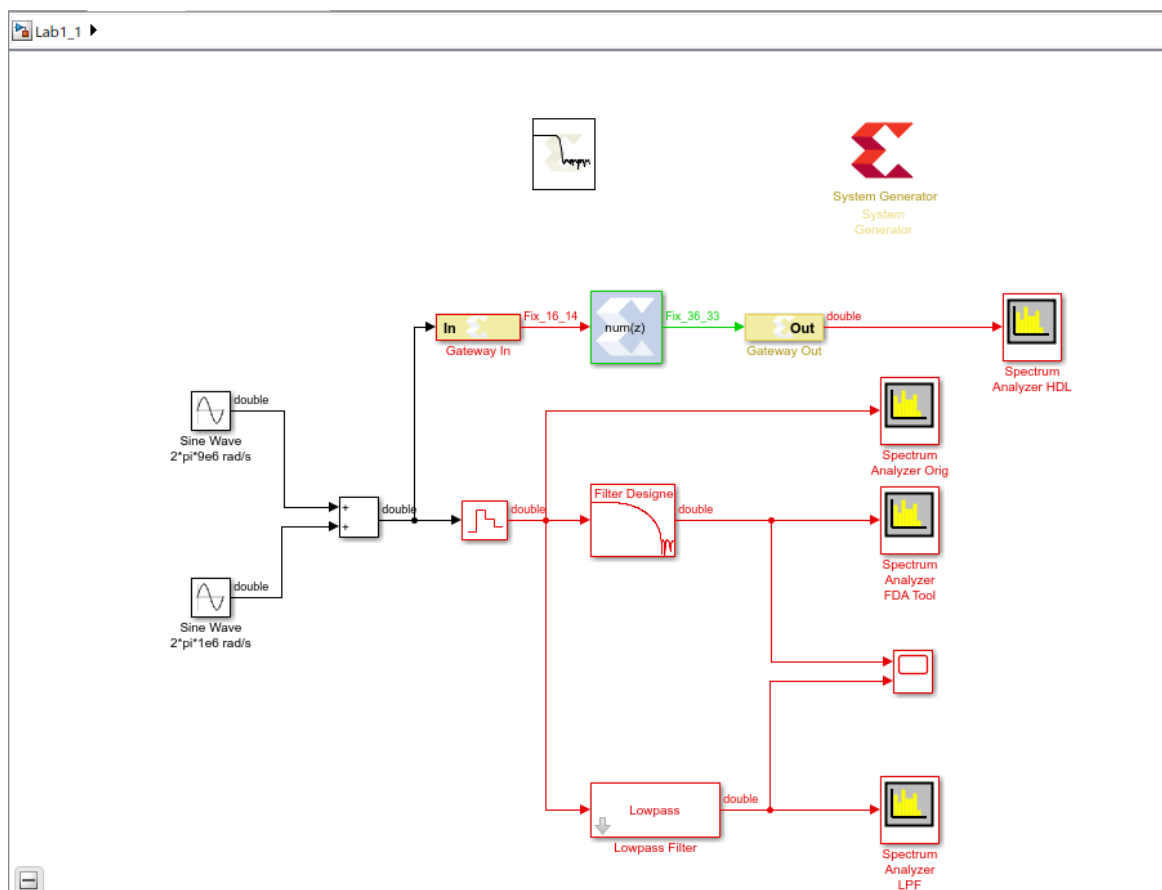 Lab1_1
System Generator
System
Generator
In
Fix_16_14
num(z)
Fix_36_33
Out
double
Gateway In
Gateway Out
Spectrum
Analyzer HDL
double
Sine Wave
2*pi*9e6 rad/s
Spectrum
Analyzer Orig
+
+
double
double
Filter Designe
double
Spectrum
Analyzer
FDA Tool
double
Sine Wave
2*pi*1e6 rad/s
Lowpass
double
Lowpass Filter
Spectrum
Analyzer
LPF